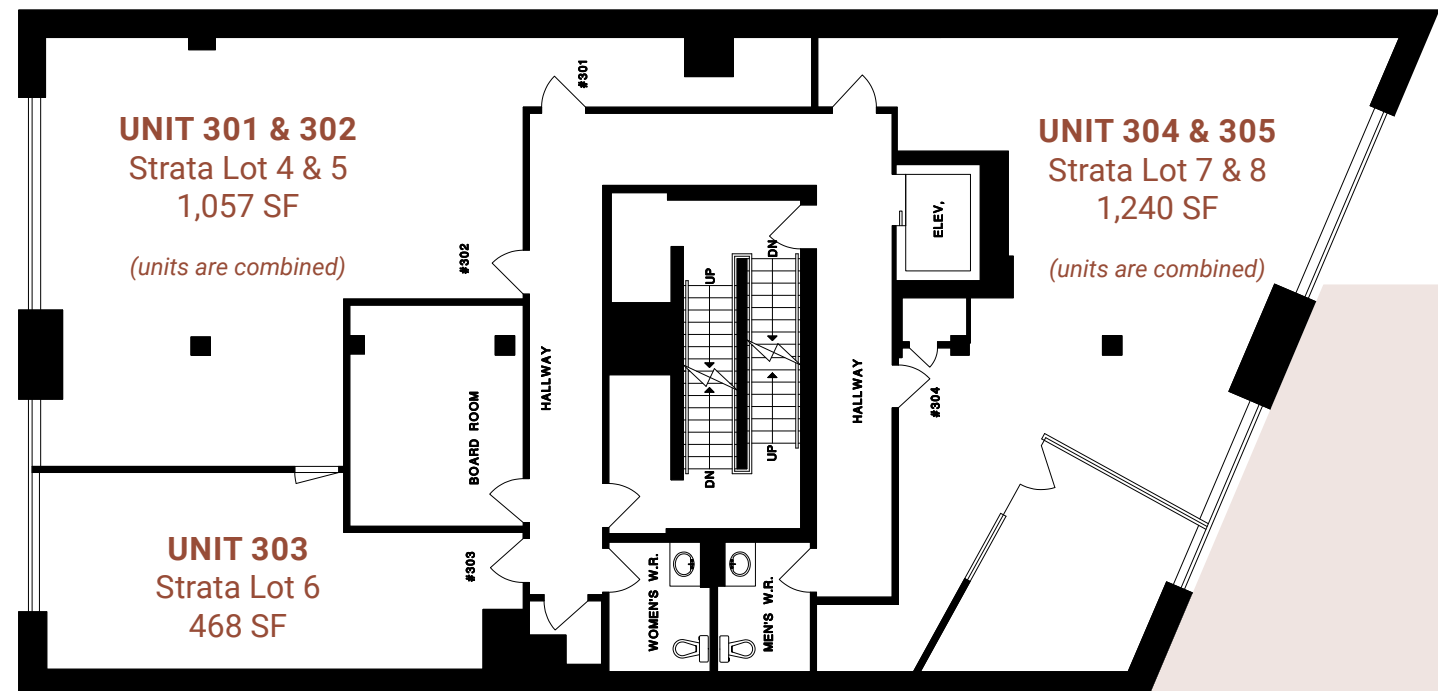 UNIT 301 & 302
Strata Lot 4 & 5
1,057 SF
(units are combined)
#301
#302
UNIT 304 & 305
Strata Lot 7 & 8
1,240 SF
(units are combined)
ELEV,
DN
UP
HALLWAY
HALLWAY
BOARD ROOM
#304
UP
DN
UNIT 303
Strata Lot 6
468 SF
#303
WOMEN'S W.R.
MEN'S W.R.